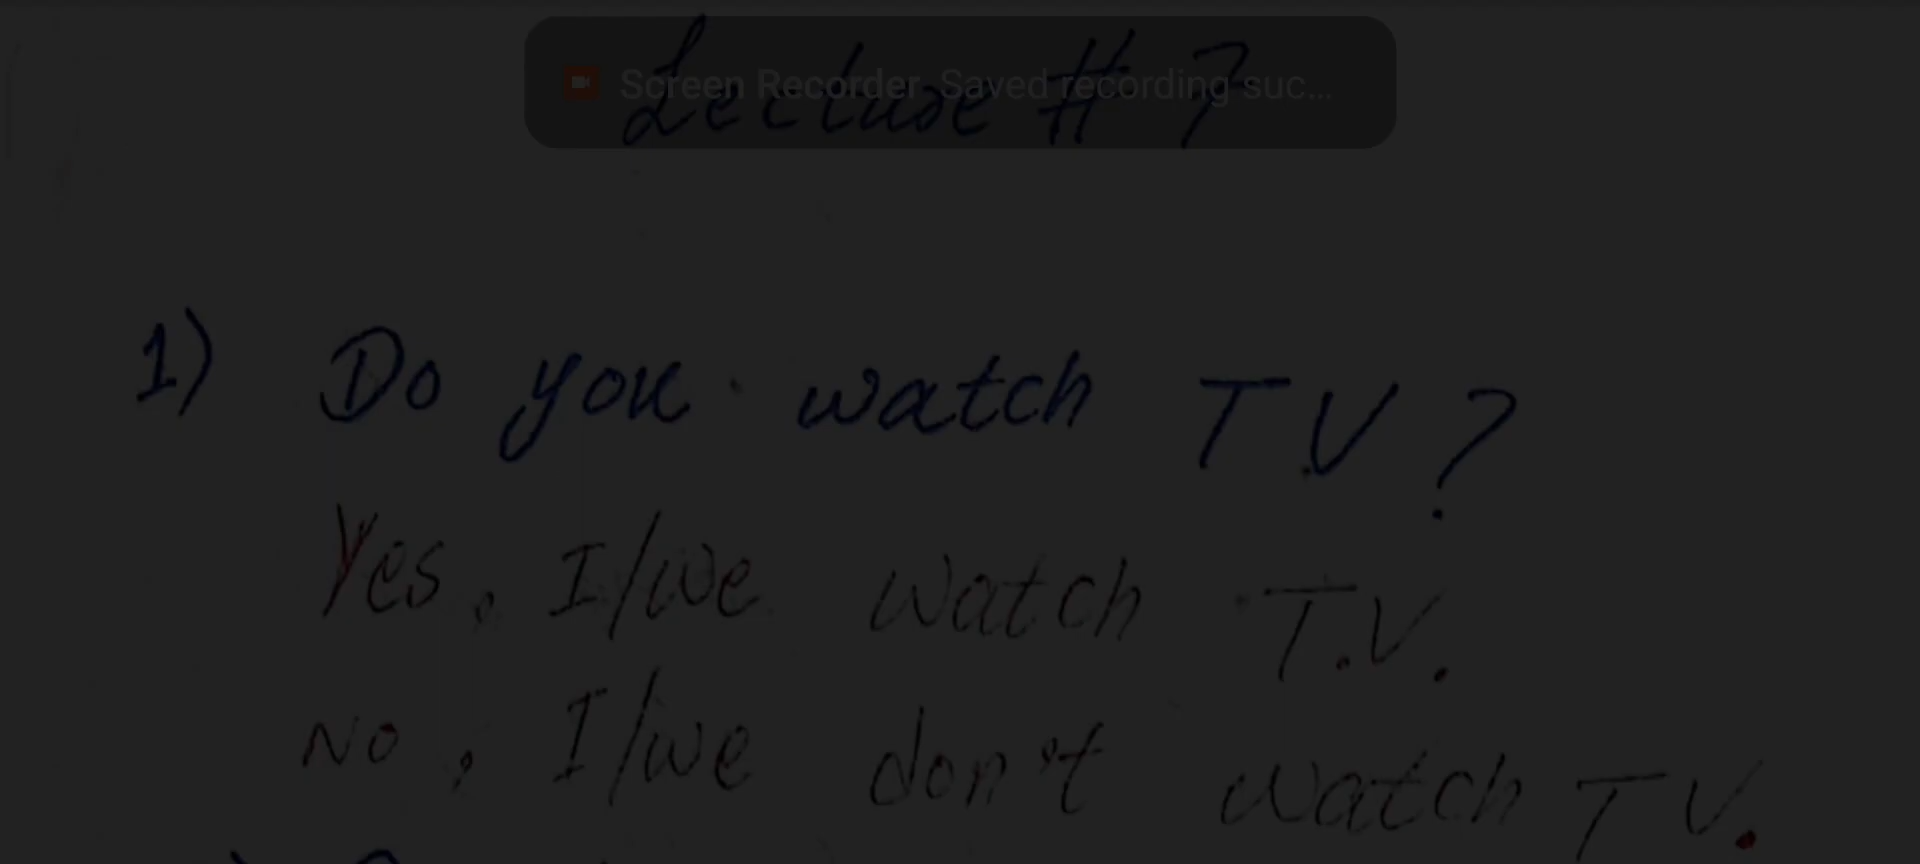 Lecture # 7
Screen Recorder Saved recording suc...
1) Do you watch T.V?
Yes, I/we watch T.V.
No, I/we don't watch TV.